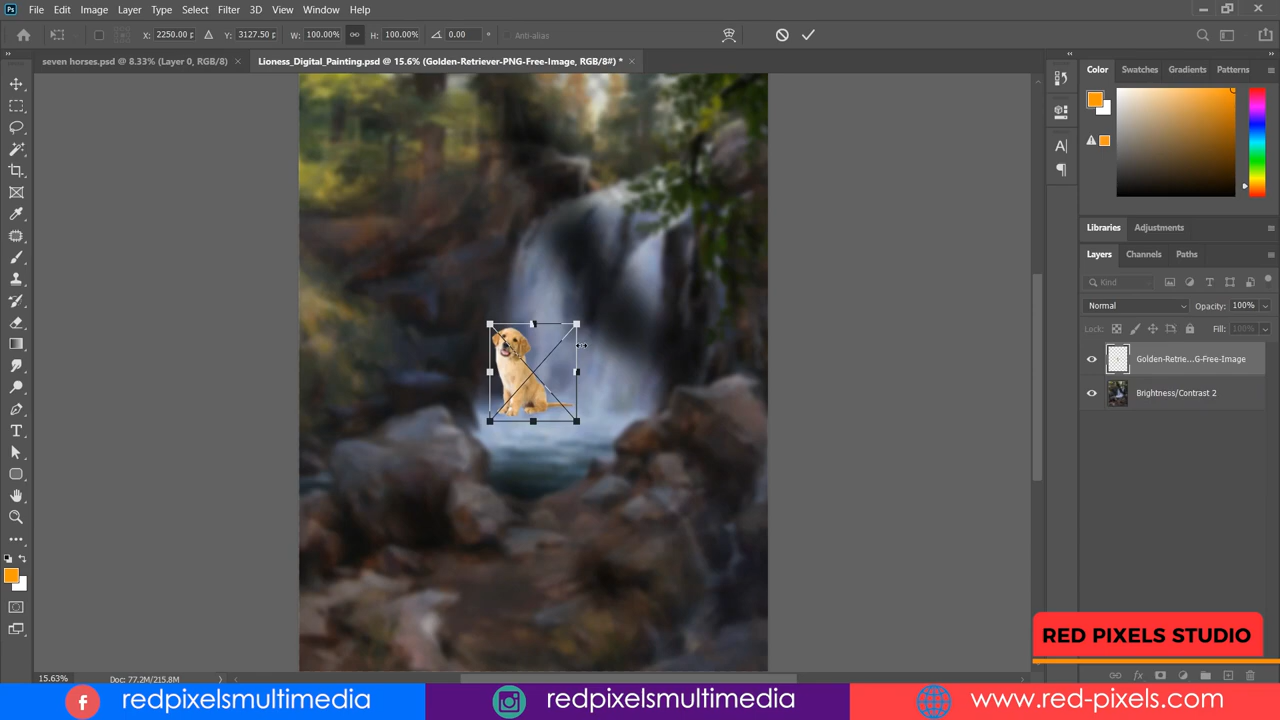 Ps File Edit Image Layer Type Select Filter 3D View Window Help
X: 2250.00 p Y: 3127.50 p W: 100.00% H: 100.00% 0.00 ° Anti-alias
seven horses.psd @ 8.33% (Layer 0, RGB/8) × Lioness_Digital_Painting.psd @ 15.6% (Golden-Retriever-PNG-Free-Image, RGB/8#) * ×
Color Swatches Gradients Patterns
Libraries Adjustments
Layers Channels Paths
Kind
Normal Opacity: 100%
Lock: Fill: 100%
Golden-Retrie...G-Free-Image
Brightness/Contrast 2
RED PIXELS STUDIO
15.63% Doc: 77.2M/215.8M
redpixelsmultimedia redpixelsmultimedia www.red-pixels.com